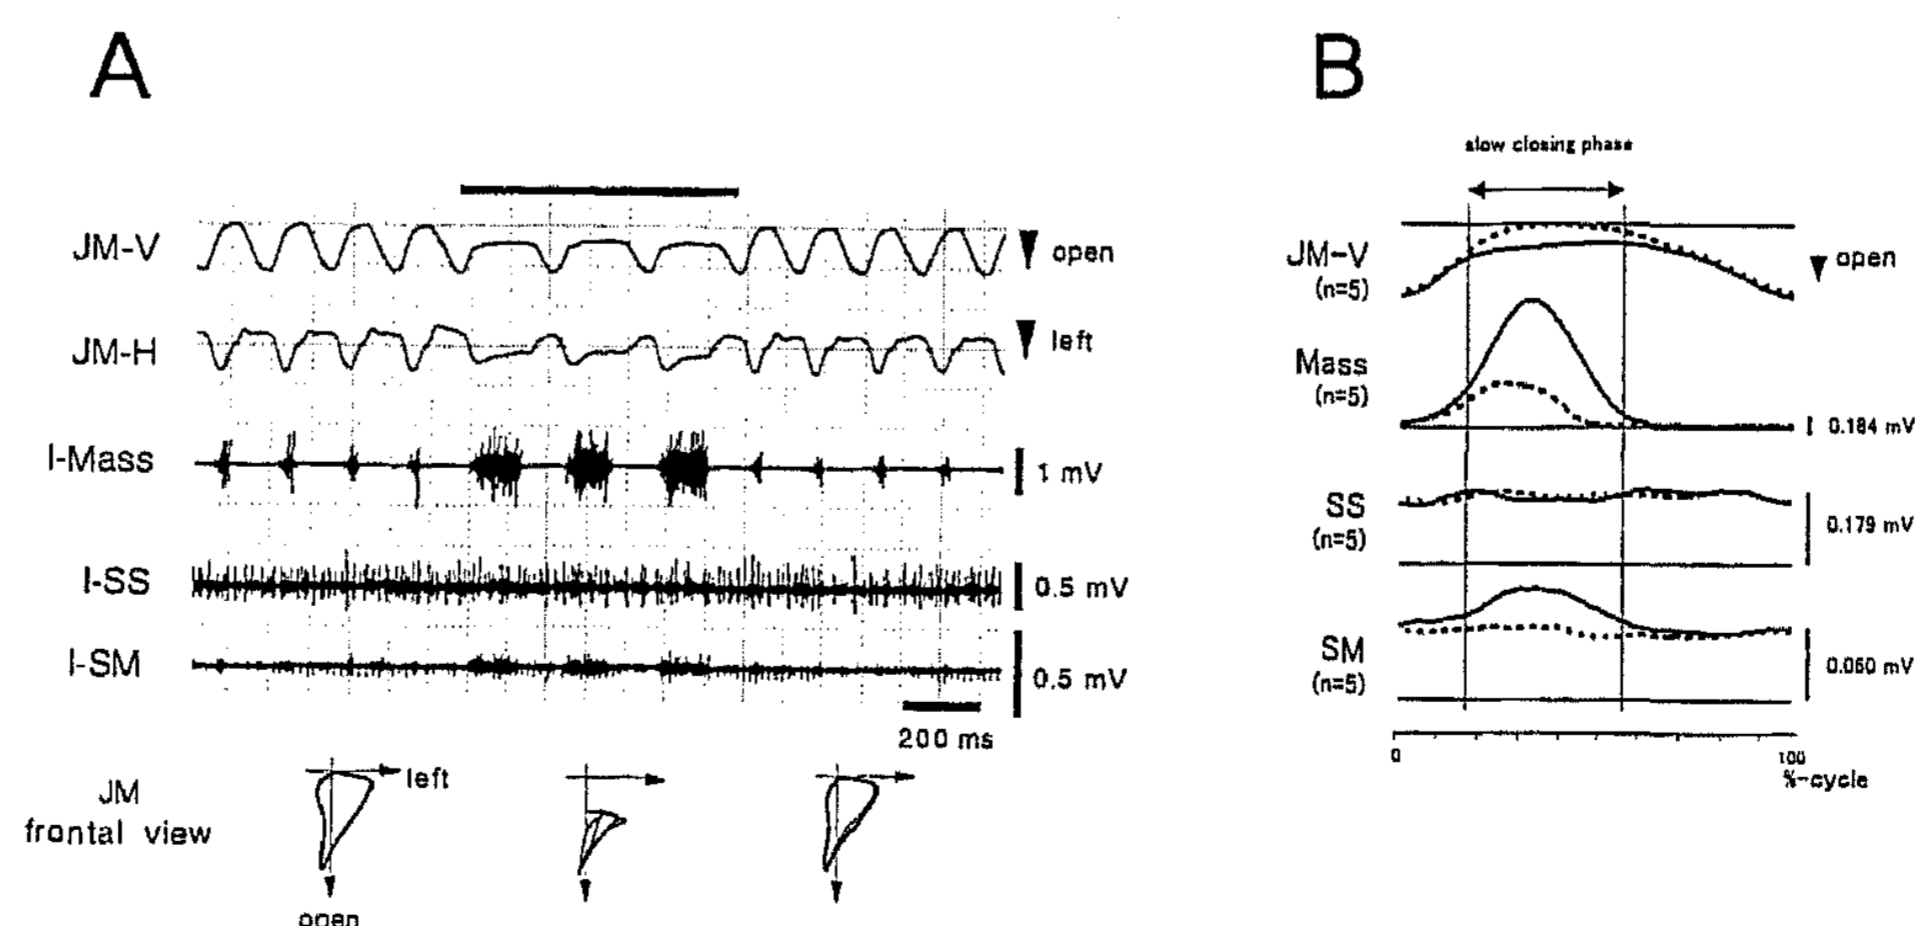 A
JM-V
open
JM-H
left
I-Mass
1 mV
I-SS
0.5 mV
I-SM
0.5 mV
200 ms
JM
frontal view
left
open
B
slow closing phase
JM-V
(n=5)
open
Mass
(n=5)
0.184 mV
SS
(n=5)
0.179 mV
SM
(n=5)
0.060 mV
0
100
%-cycle